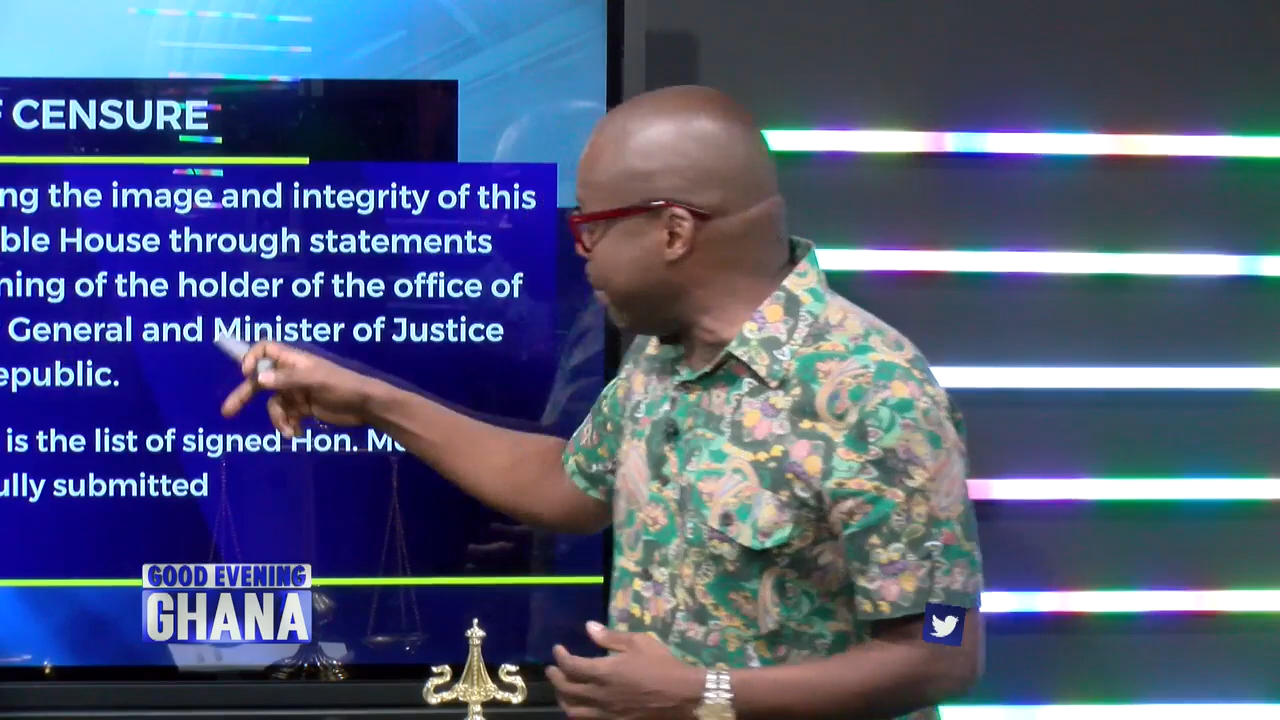 CENSURE
ng the image and integrity of this
ble House through statements
ning of the holder of the office of
General and Minister of Justice
epublic.
is the list of signed Hon.
ully submitted
GOOD EVENING
GHANA